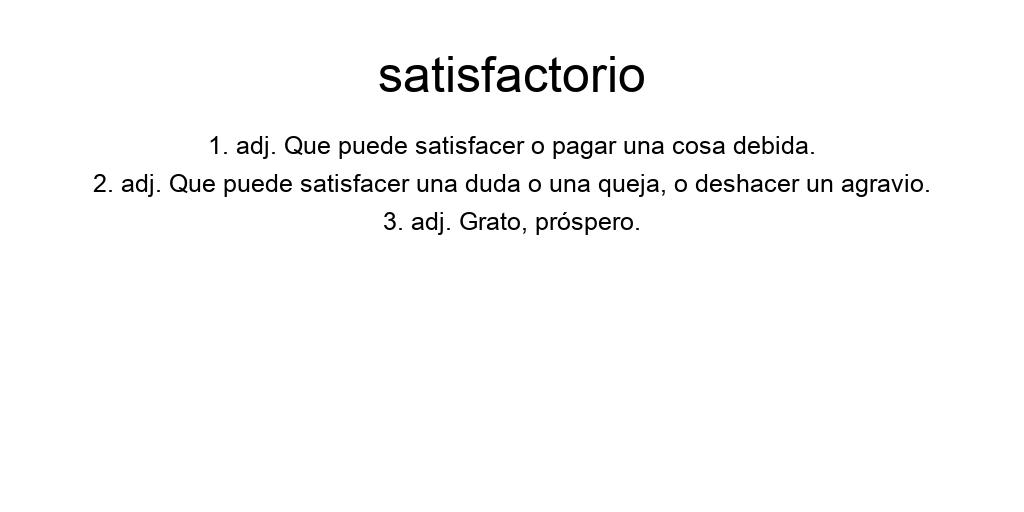 satisfactorio
1. adj. Que puede satisfacer o pagar una cosa debida.
2. adj. Que puede satisfacer una duda o una queja, o deshacer un agravio.
3. adj. Grato, próspero.